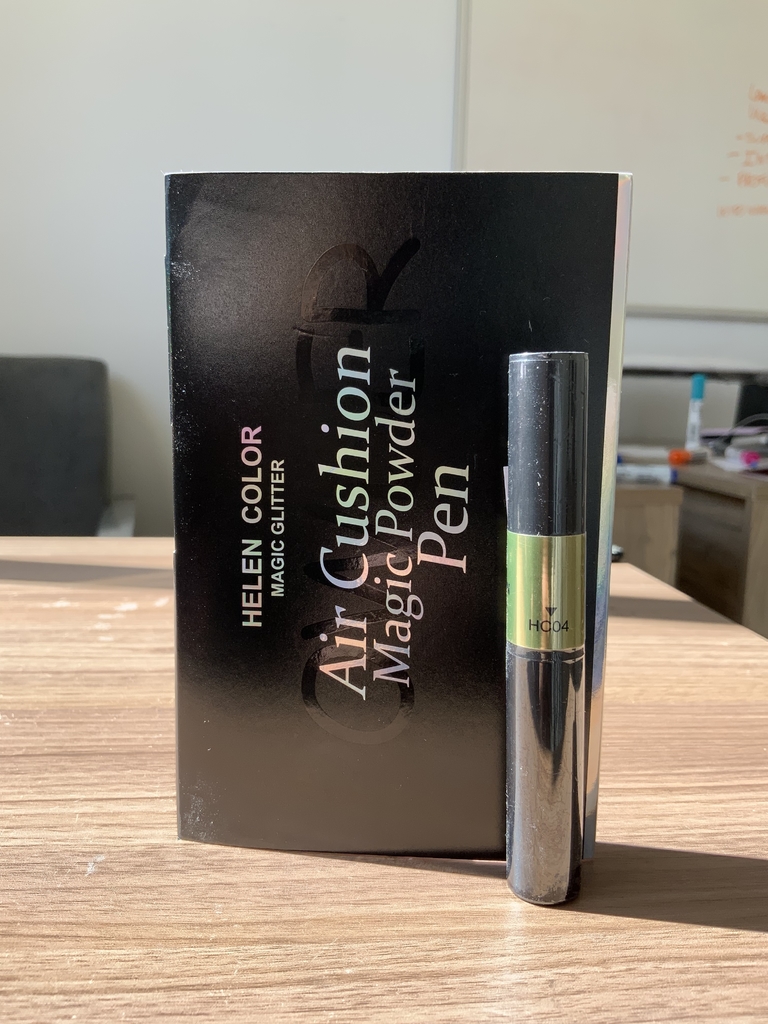 HELEN COLOR
MAGIC GLITTER
Air Cushion
Magic Powder
Pen
HC04